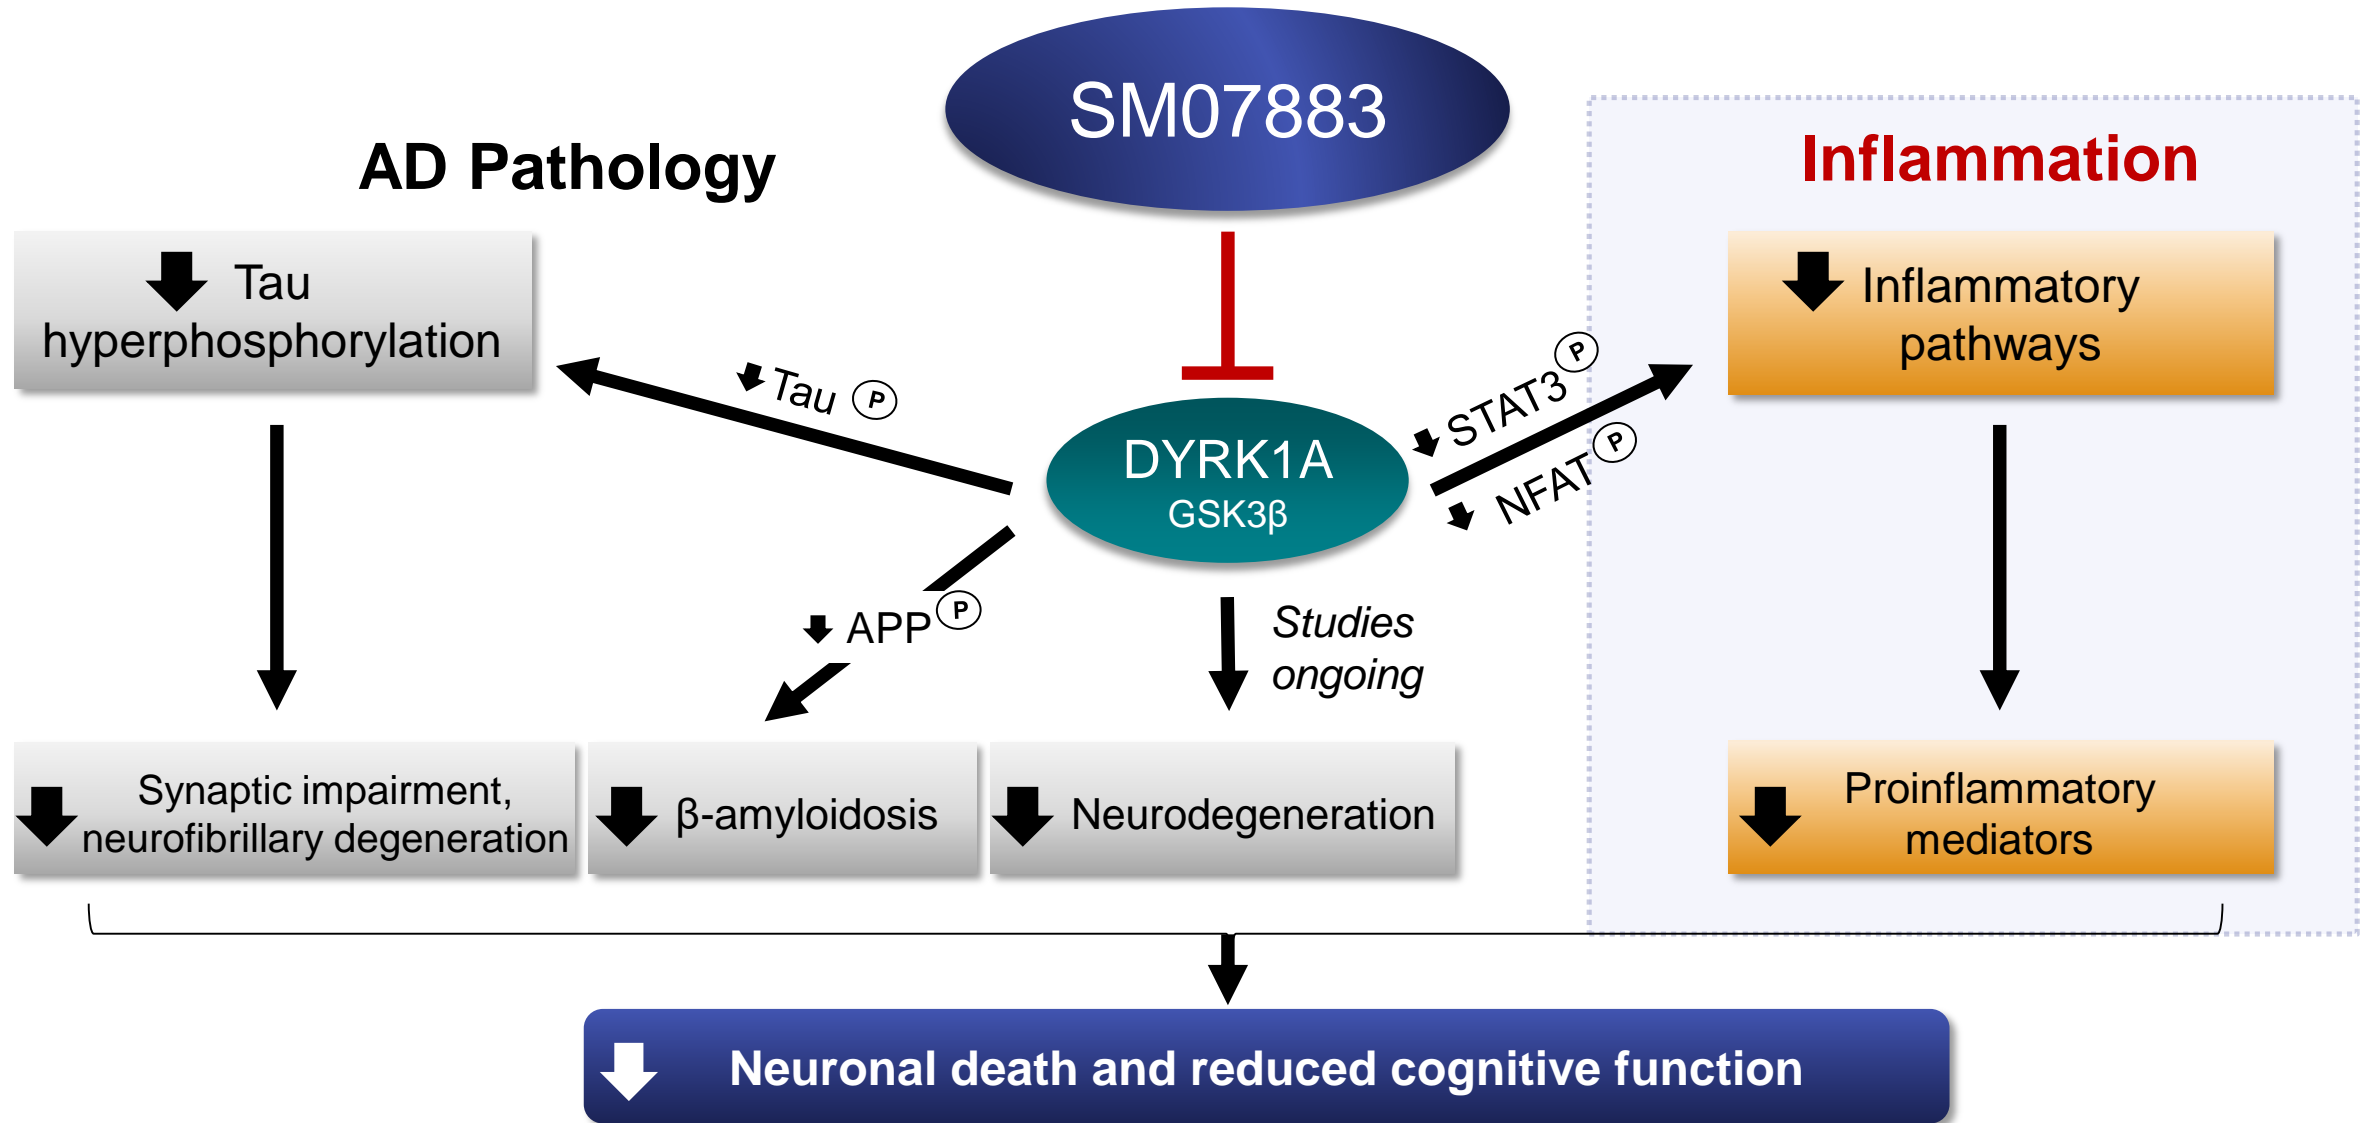 SM07883
AD Pathology
Inflammation
Tau
hyperphosphorylation
Inflammatory
pathways
Tau P
STAT3 P
NFAT P
DYRK1A
GSK3β
APP P
Studies
ongoing
Synaptic impairment,
neurofibrillary degeneration
β-amyloidosis
Neurodegeneration
Proinflammatory
mediators
Neuronal death and reduced cognitive function